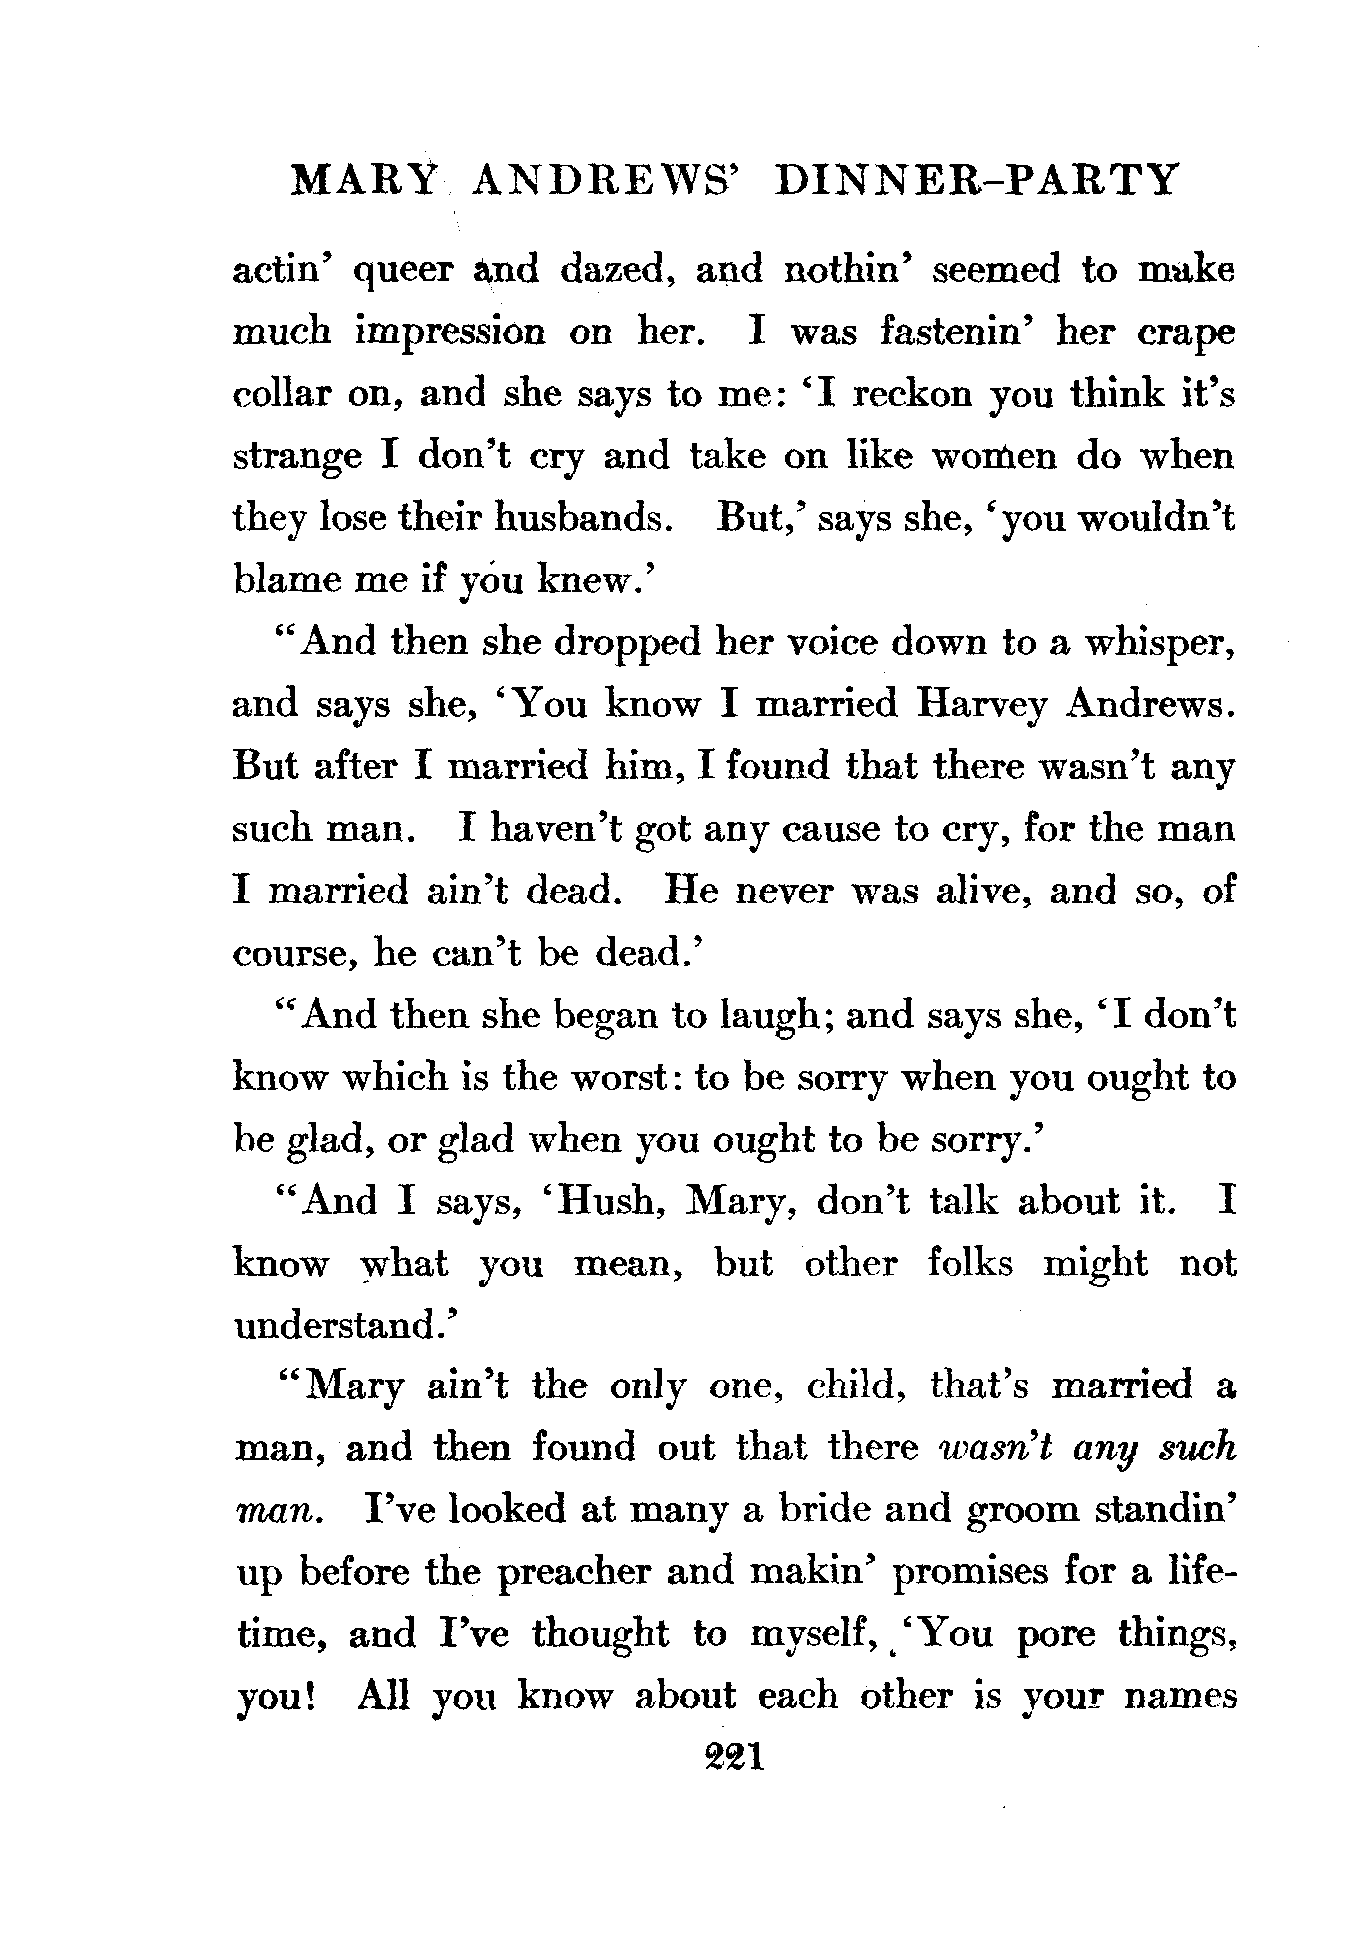 MARY ANDREWS' DINNER-PARTY
actin' queer and dazed, and nothin' seemed to make
much impression on her. I was fastenin' her crape
collar on, and she says to me: 'I reckon you think it's
strange I don't cry and take on like women do when
they lose their husbands. But,' says she, 'you wouldn't
blame me if you knew.'
"And then she dropped her voice down to a whisper,
and says she, 'You know I married Harvey Andrews.
But after I married him, I found that there wasn't any
such man. I haven't got any cause to cry, for the man
I married ain't dead. He never was alive, and so, of
course, he can't be dead.'
"And then she began to laugh; and says she, 'I don't
know which is the worst: to be sorry when you ought to
be glad, or glad when you ought to be sorry.'
"And I says, 'Hush, Mary, don't talk about it. I
know what you mean, but other folks might not
understand.'
"Mary ain't the only one, child, that's married a
man, and then found out that there wasn't any such
man. I've looked at many a bride and groom standin'
up before the preacher and makin' promises for a life-
time, and I've thought to myself, 'You pore things,
you! All you know about each other is your names
221